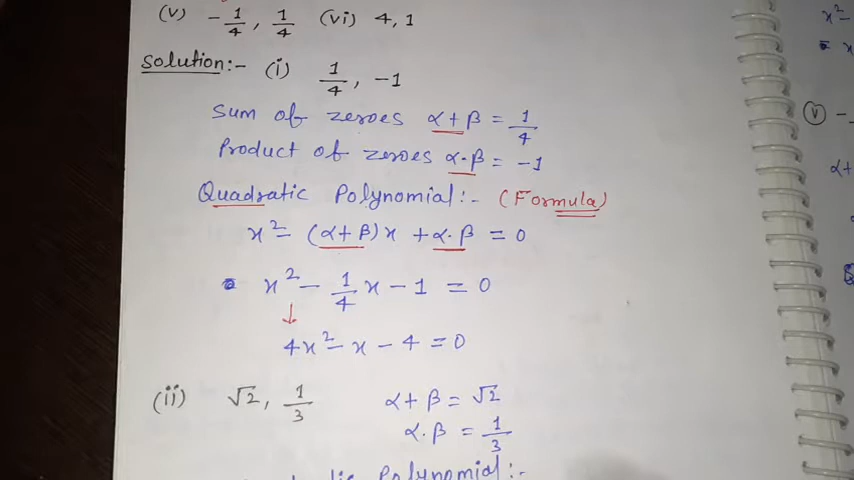 (v) -1/4, 1/4 (vi) 4, 1
Solution:- (i) 1/4, -1
Sum of zeroes α+β = 1/4
Product of zeroes α·β = -1
Quadratic Polynomial:- (Formula)
x² - (α+β)x + α·β = 0
x² - 1/4 x - 1 = 0
↓
4x² - x - 4 = 0
(ii) √2, 1/3 α+β = √2
α·β = 1/3
Polynomial:-
x² -
(v) -
α+